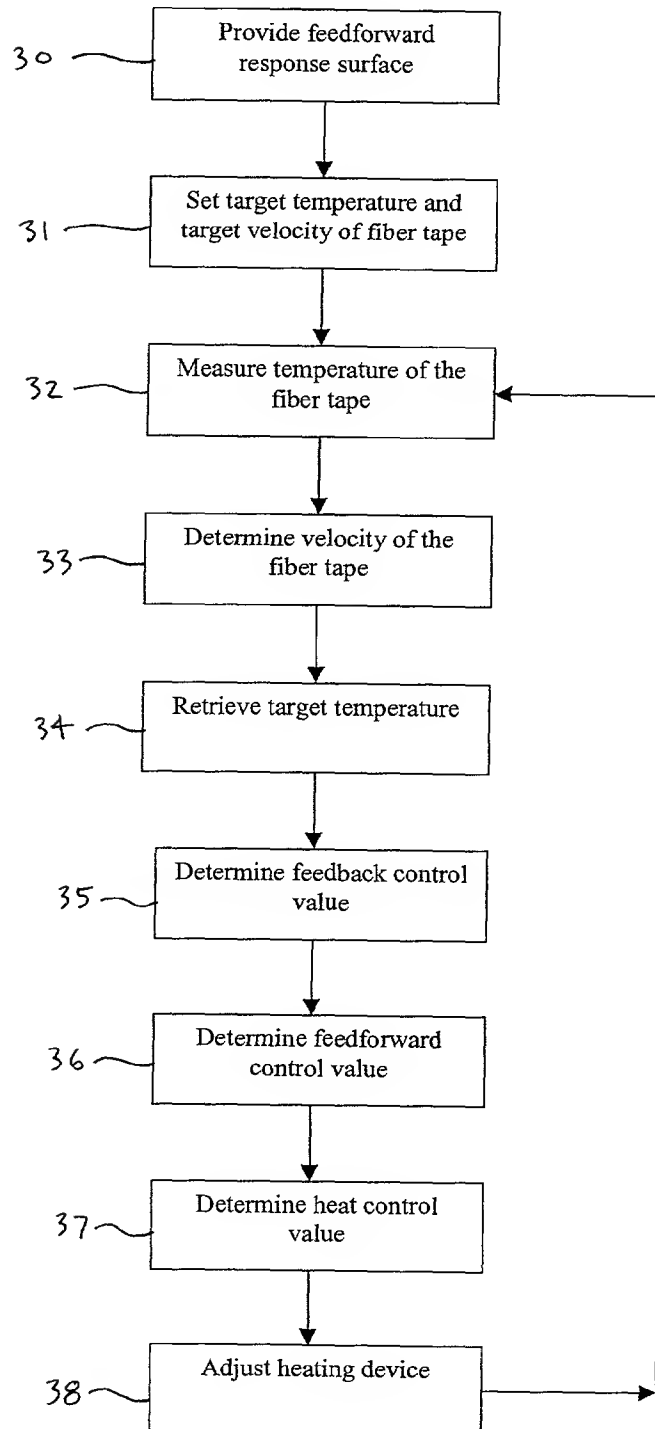 30
Provide feedforward
response surface
31
Set target temperature and
target velocity of fiber tape
32
Measure temperature of the
fiber tape
33
Determine velocity of the
fiber tape
34
Retrieve target temperature
35
Determine feedback control
value
36
Determine feedforward
control value
37
Determine heat control
value
38
Adjust heating device